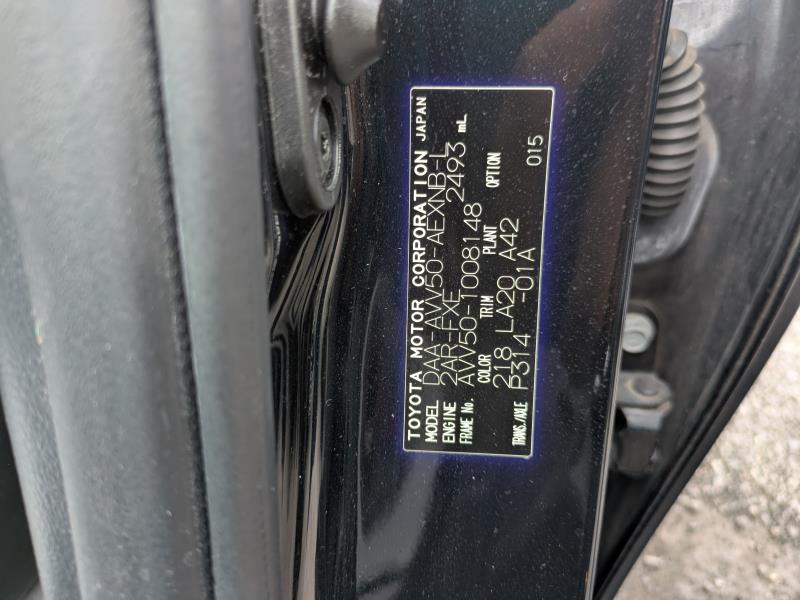 TOYOTA MOTOR CORPORATION JAPAN
MODEL DAA-AVV50-AEXNB-L
ENGINE 2AR-FXE 2493 mL
FRAME No. AVV50-1008148
COLOR TRIM PLANT OPTION
218 LA20 A42
TRANS./AXLE P314 -01A 015